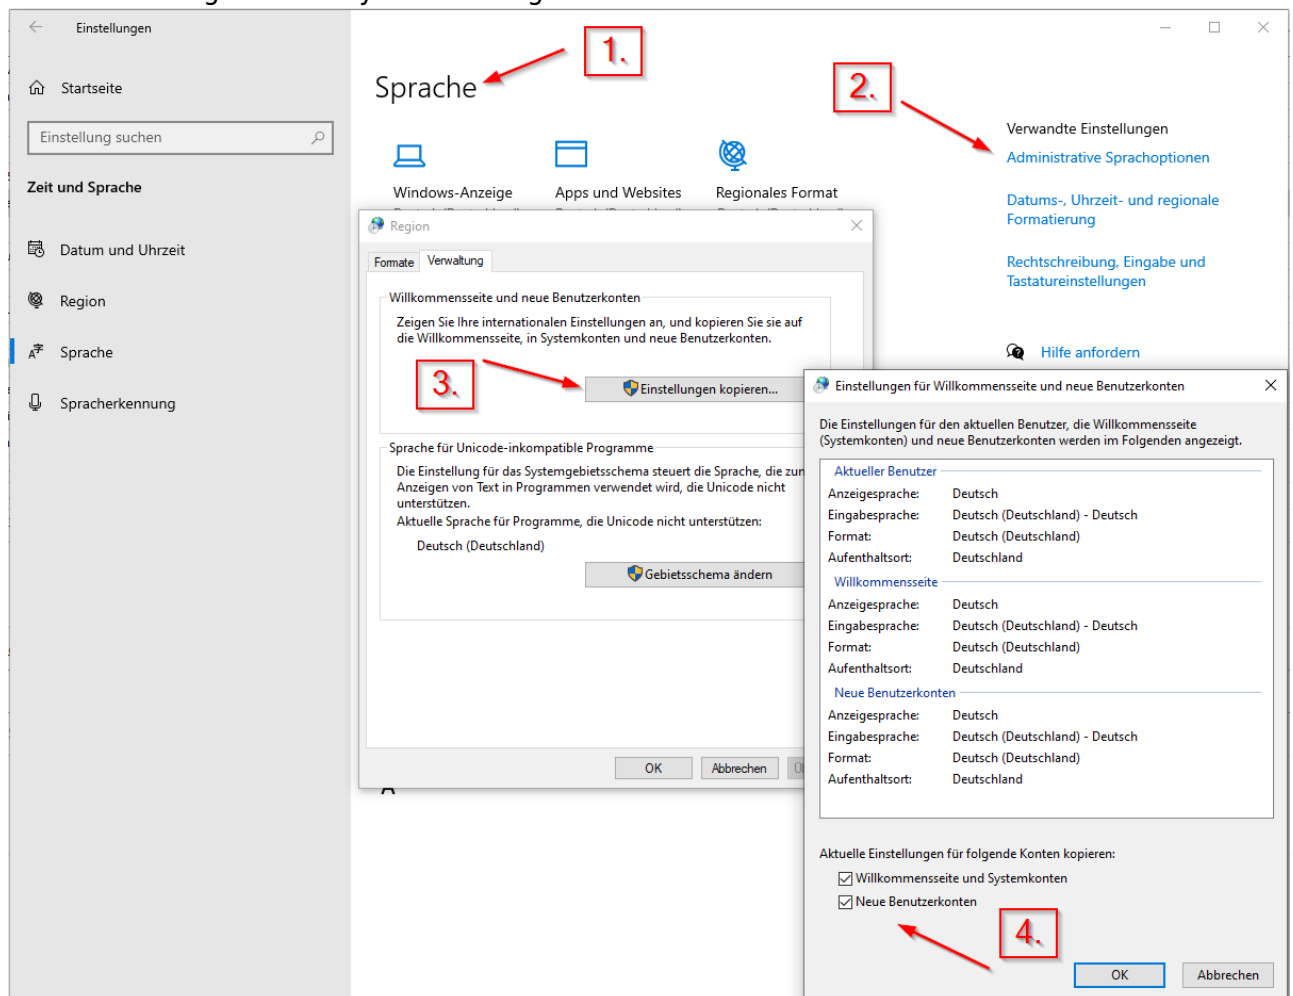 Einstellungen
Startseite
Einstellung suchen
Zeit und Sprache
Datum und Uhrzeit
Region
Sprache
Spracherkennung
Sprache
1.
2.
Windows-Anzeige
Apps und Websites
Regionales Format
Verwandte Einstellungen
Administrative Sprachoptionen
Datums-, Uhrzeit- und regionale
Formatierung
Rechtschreibung, Eingabe und
Tastatureinstellungen
Hilfe anfordern
Region
Formate
Verwaltung
Willkommensseite und neue Benutzerkonten
Zeigen Sie Ihre internationalen Einstellungen an, und kopieren Sie sie auf
die Willkommensseite, in Systemkonten und neue Benutzerkonten.
3.
Einstellungen kopieren...
Sprache für Unicode-inkompatible Programme
Die Einstellung für das Systemgebietsschema steuert die Sprache, die zum
Anzeigen von Text in Programmen verwendet wird, die Unicode nicht
unterstützen.
Aktuelle Sprache für Programme, die Unicode nicht unterstützen:
Deutsch (Deutschland)
Gebietsschema ändern
OK
Abbrechen
Einstellungen für Willkommensseite und neue Benutzerkonten
Die Einstellungen für den aktuellen Benutzer, die Willkommensseite
(Systemkonten) und neue Benutzerkonten werden im Folgenden angezeigt.
Aktueller Benutzer
Anzeigesprache: Deutsch
Eingabesprache: Deutsch (Deutschland) - Deutsch
Format: Deutsch (Deutschland)
Aufenthaltsort: Deutschland
Willkommensseite
Anzeigesprache: Deutsch
Eingabesprache: Deutsch (Deutschland) - Deutsch
Format: Deutsch (Deutschland)
Aufenthaltsort: Deutschland
Neue Benutzerkonten
Anzeigesprache: Deutsch
Eingabesprache: Deutsch (Deutschland) - Deutsch
Format: Deutsch (Deutschland)
Aufenthaltsort: Deutschland
Aktuelle Einstellungen für folgende Konten kopieren:
Willkommensseite und Systemkonten
Neue Benutzerkonten
4.
OK
Abbrechen